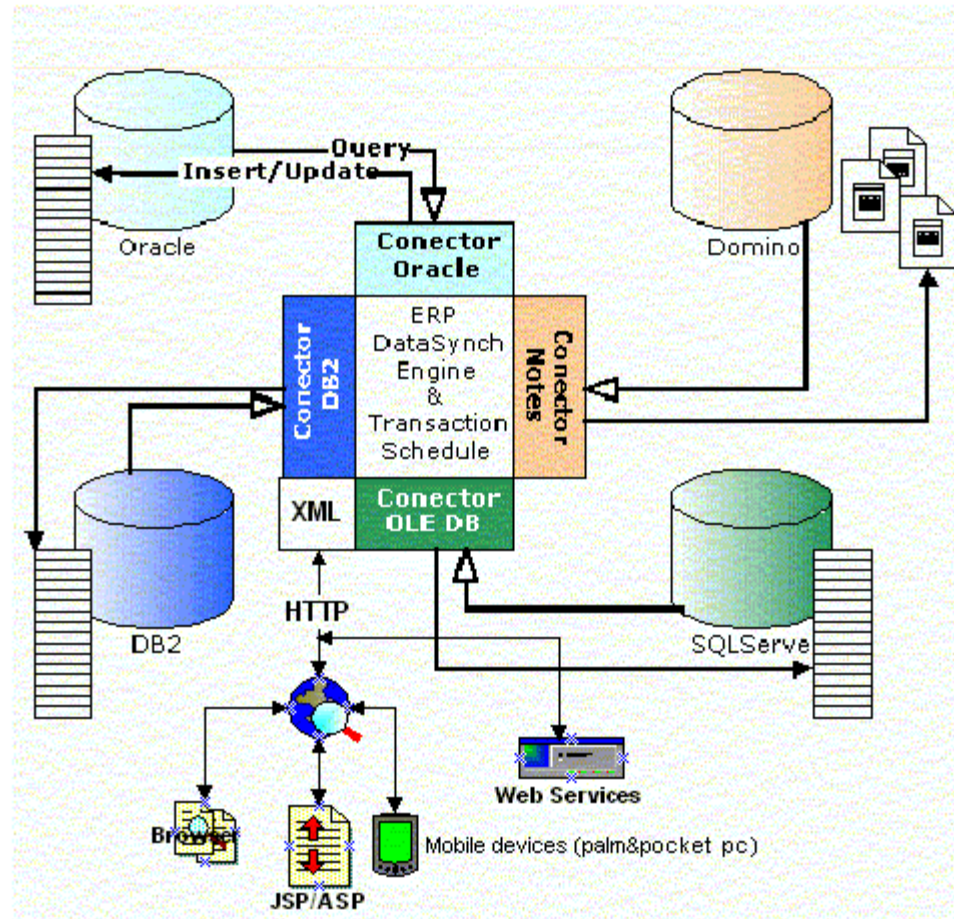 Query
Insert/Update
Oracle
Domino
Conector
Oracle
Conector
DB2
ERP
DataSynch
Engine
&
Transaction
Schedule
Conector
Notes
XML
Conector
OLE DB
HTTP
DB2
SQLServe
Web Services
Browser
Mobile devices (palm&pocket pc)
JSP/ASP